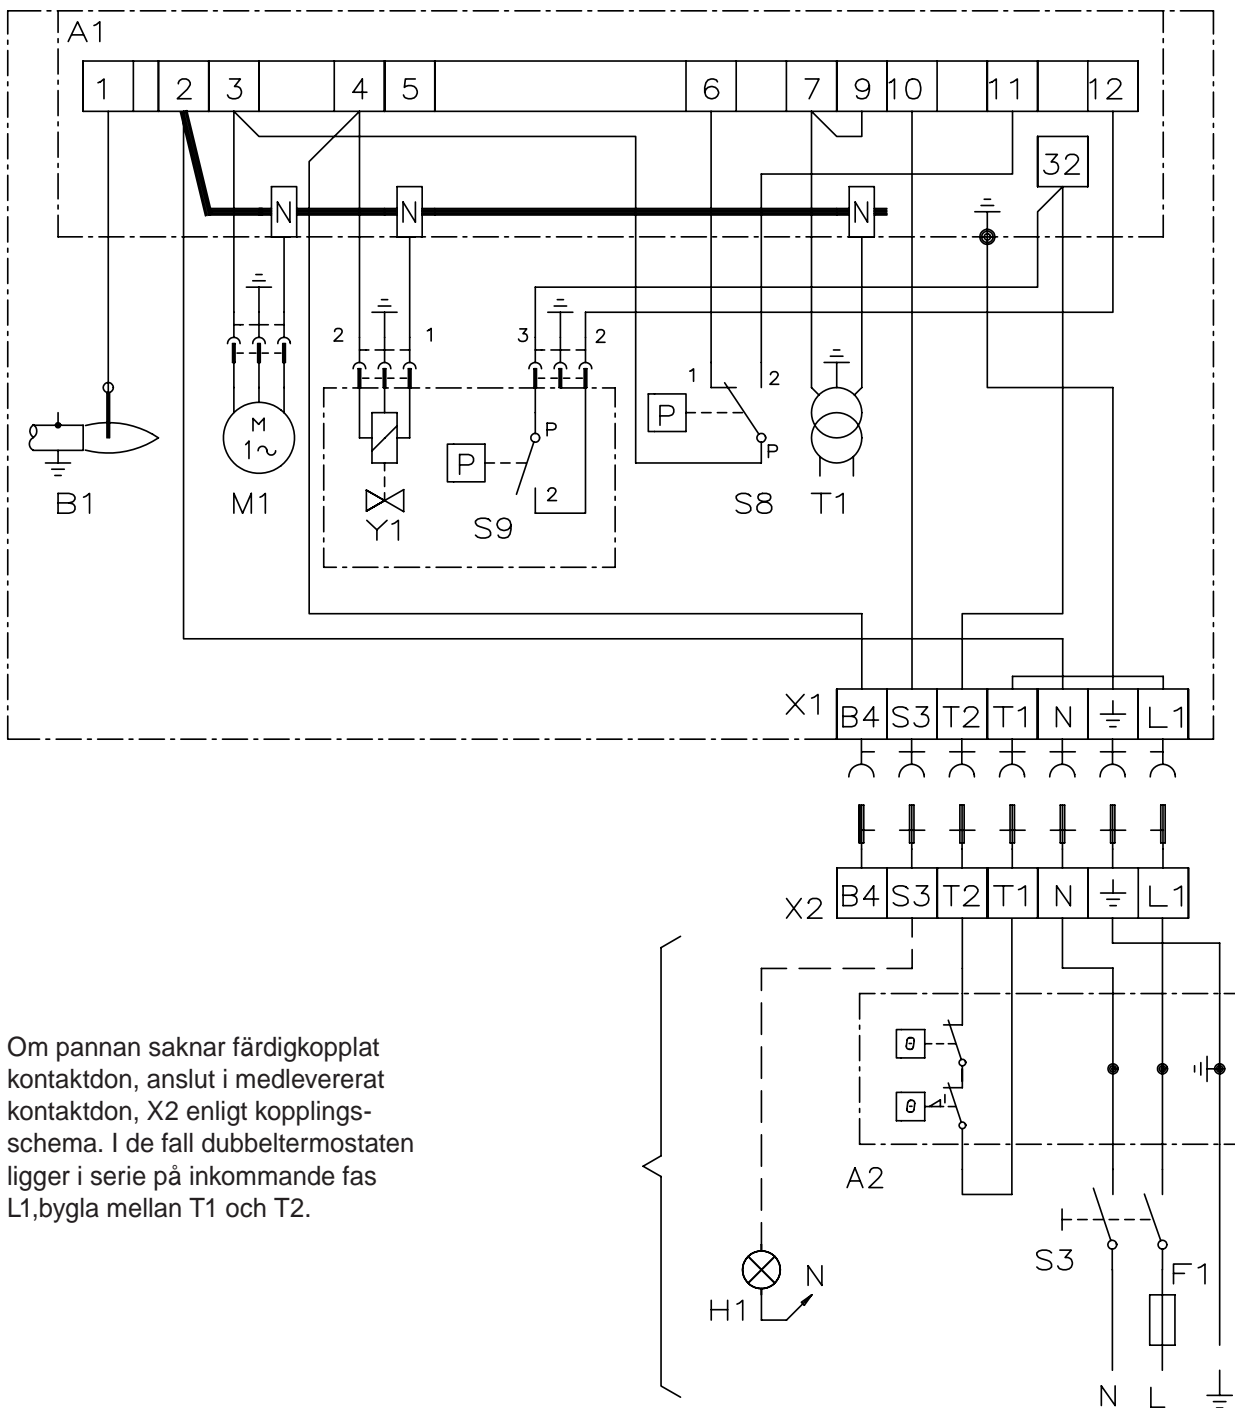 A1
1 2 3 4 5 6 7 9 10 11 12
32
N N N
2 1 3 2
1 2
M
1~
P
P
2
P
P
B1 M1 Y1 S9 S8 T1
X1 B4 S3 T2 T1 N L1
X2 B4 S3 T2 T1 N L1
θ
θ
A2
S3
F1
H1
N
N L
Om pannan saknar färdigkopplat
kontaktdon, anslut i medlevererat
kontaktdon, X2 enligt kopplings-
schema. I de fall dubbeltermostaten
ligger i serie på inkommande fas
L1,bygla mellan T1 och T2.